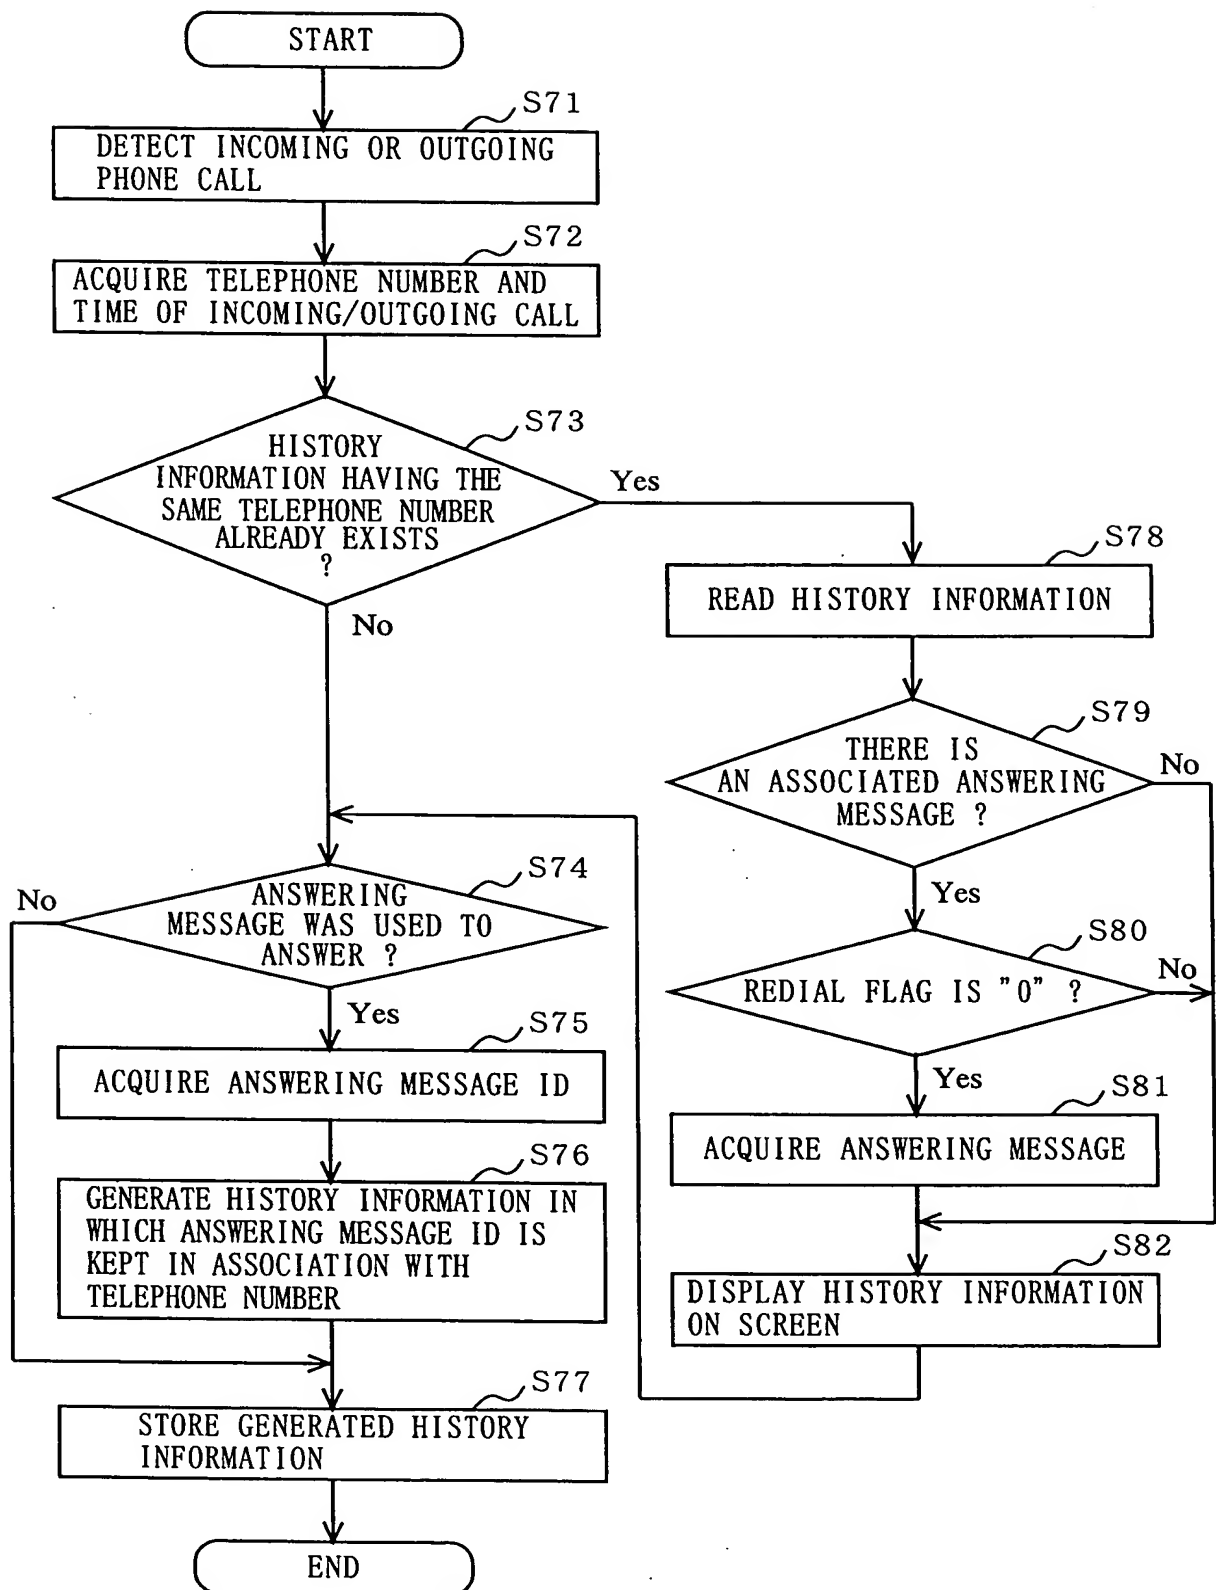 START
S71
DETECT INCOMING OR OUTGOING
PHONE CALL
S72
ACQUIRE TELEPHONE NUMBER AND
TIME OF INCOMING/OUTGOING CALL
S73
HISTORY
INFORMATION HAVING THE
SAME TELEPHONE NUMBER
ALREADY EXISTS
?
Yes
No
S78
READ HISTORY INFORMATION
S79
THERE IS
AN ASSOCIATED ANSWERING
MESSAGE ?
No
Yes
S80
REDIAL FLAG IS "0" ?
No
Yes
S81
ACQUIRE ANSWERING MESSAGE
S82
DISPLAY HISTORY INFORMATION
ON SCREEN
S74
ANSWERING
MESSAGE WAS USED TO
ANSWER ?
No
Yes
S75
ACQUIRE ANSWERING MESSAGE ID
S76
GENERATE HISTORY INFORMATION IN
WHICH ANSWERING MESSAGE ID IS
KEPT IN ASSOCIATION WITH
TELEPHONE NUMBER
S77
STORE GENERATED HISTORY
INFORMATION
END